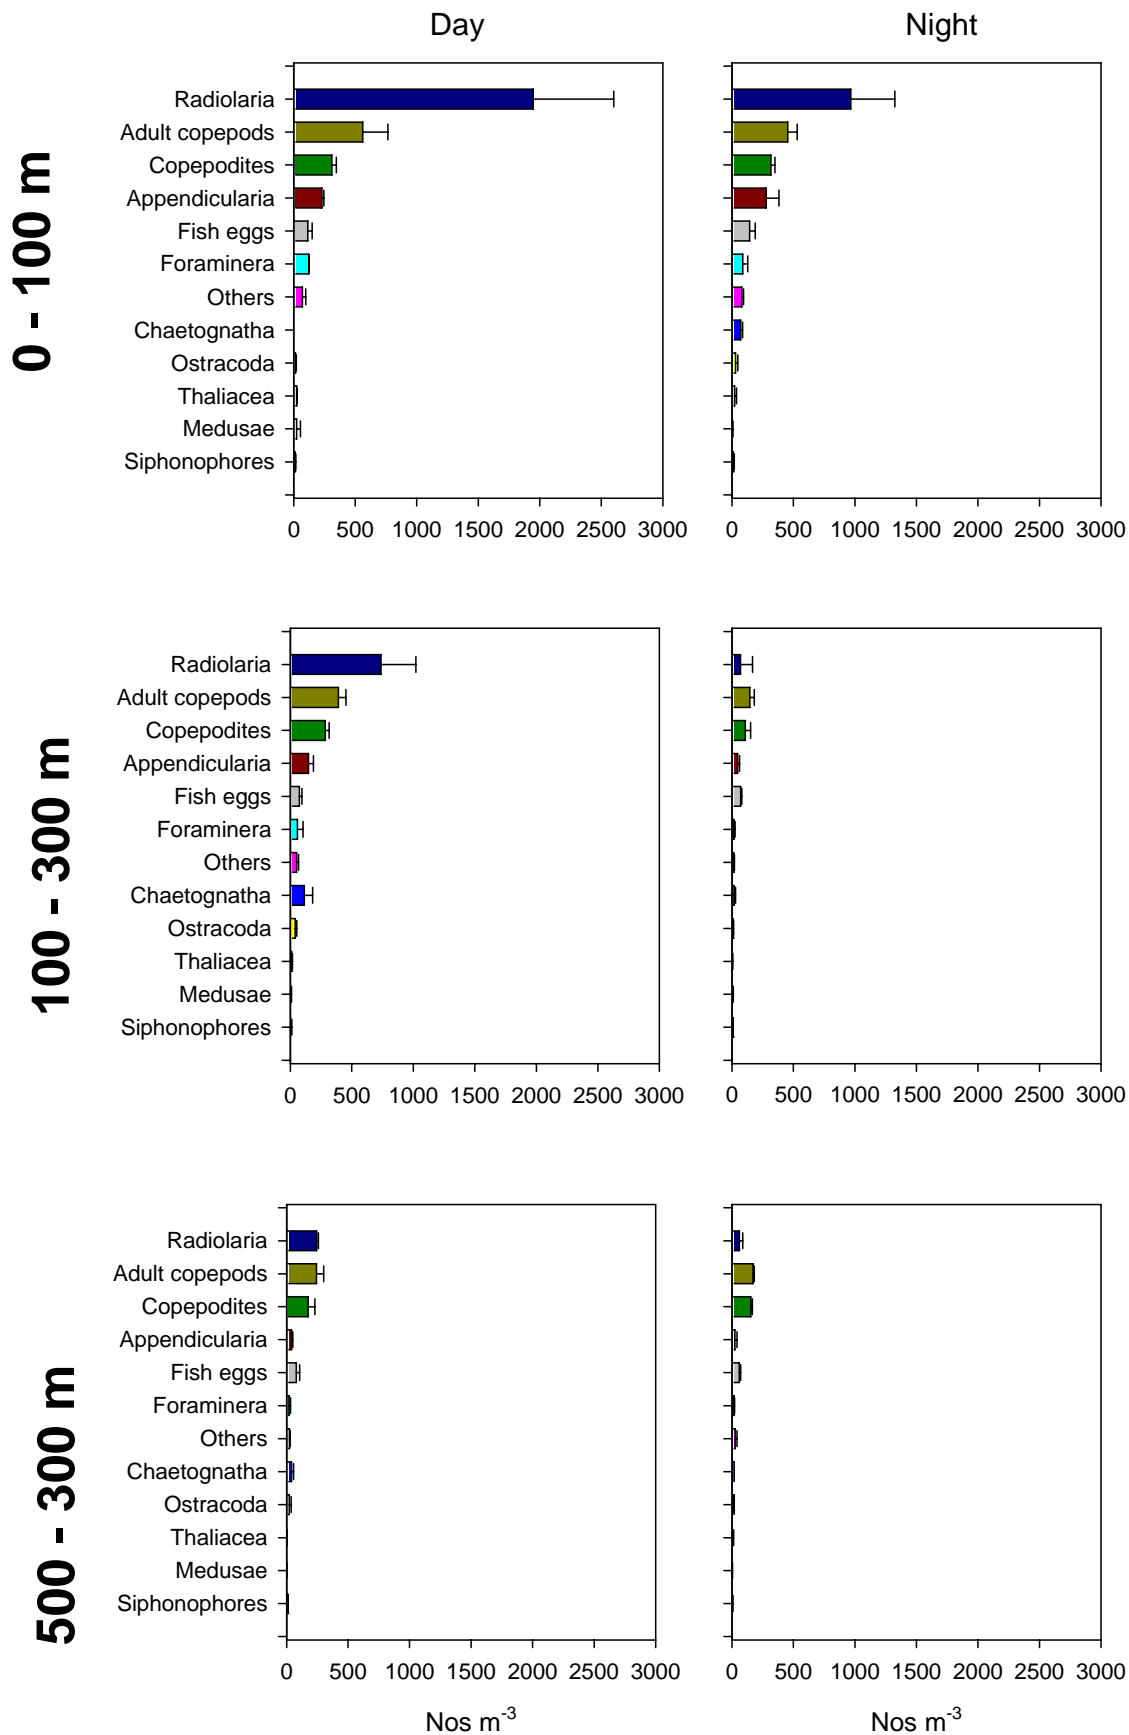 Day
Night
0 - 100 m
Radiolaria
Adult copepods
Copepodites
Appendicularia
Fish eggs
Foraminera
Others
Chaetognatha
Ostracoda
Thaliacea
Medusae
Siphonophores
0 500 1000 1500 2000 2500 3000
0 500 1000 1500 2000 2500 3000
100 - 300 m
Radiolaria
Adult copepods
Copepodites
Appendicularia
Fish eggs
Foraminera
Others
Chaetognatha
Ostracoda
Thaliacea
Medusae
Siphonophores
0 500 1000 1500 2000 2500 3000
0 500 1000 1500 2000 2500 3000
500 - 300 m
Radiolaria
Adult copepods
Copepodites
Appendicularia
Fish eggs
Foraminera
Others
Chaetognatha
Ostracoda
Thaliacea
Medusae
Siphonophores
0 500 1000 1500 2000 2500 3000
0 500 1000 1500 2000 2500 3000
Nos m-3
Nos m-3